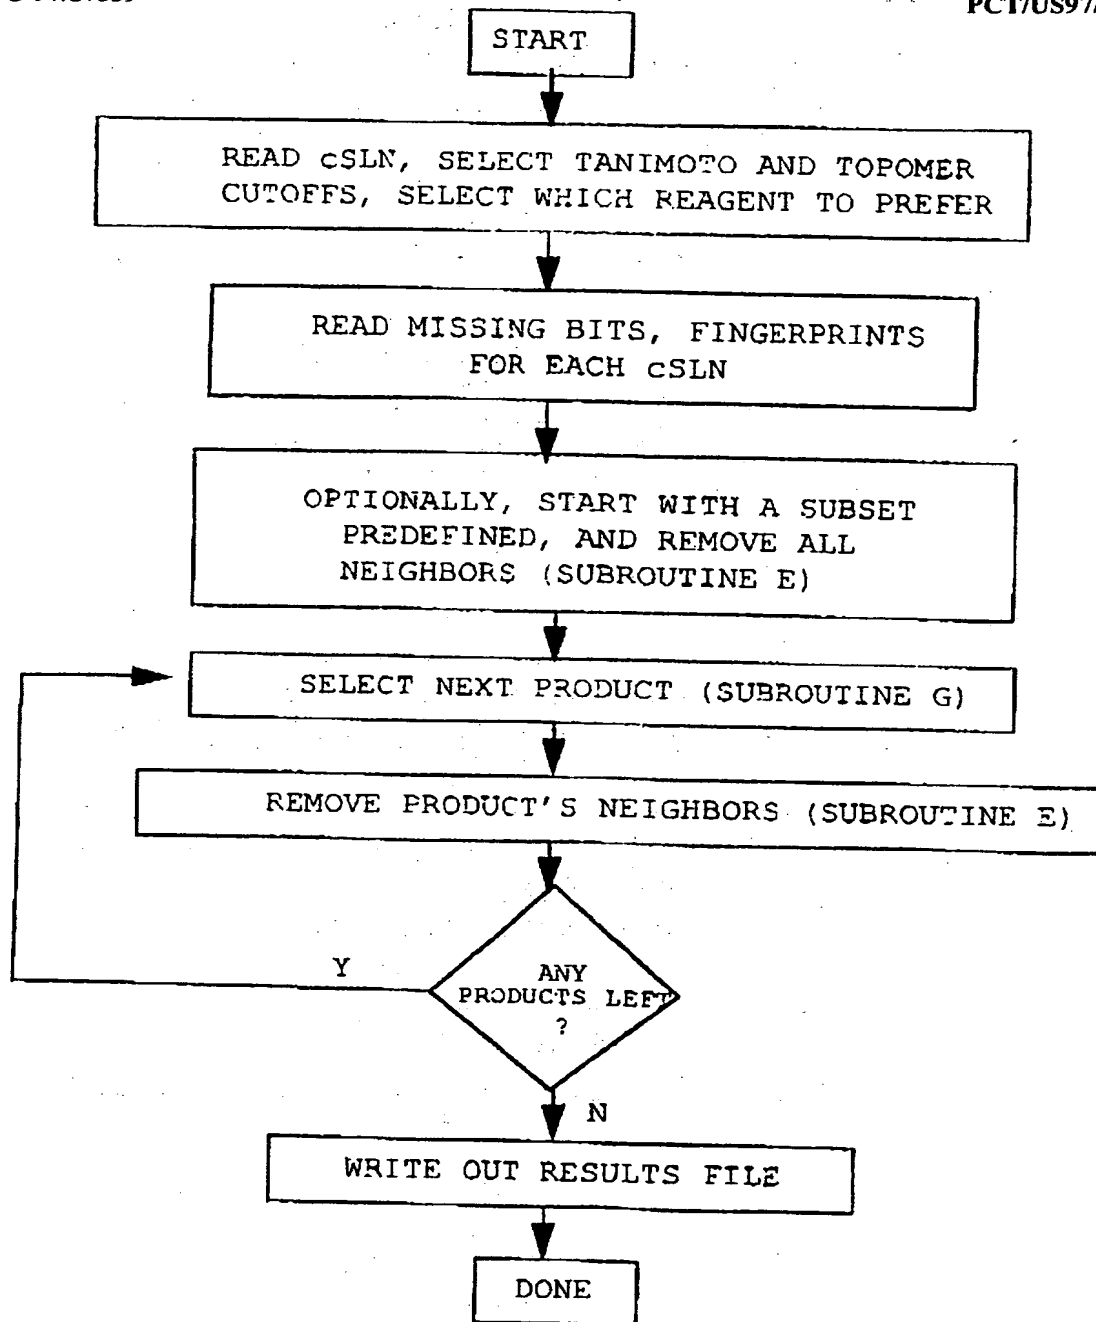 PCT/US97/
START
READ cSLN, SELECT TANIMOTO AND TOPOMER
CUTOFFS, SELECT WHICH REAGENT TO PREFER
READ MISSING BITS, FINGERPRINTS
FOR EACH cSLN
OPTIONALLY, START WITH A SUBSET
PREDEFINED, AND REMOVE ALL
NEIGHBORS (SUBROUTINE E)
SELECT NEXT PRODUCT (SUBROUTINE G)
REMOVE PRODUCT'S NEIGHBORS (SUBROUTINE E)
Y
ANY
PRODUCTS LEFT
?
N
WRITE OUT RESULTS FILE
DONE